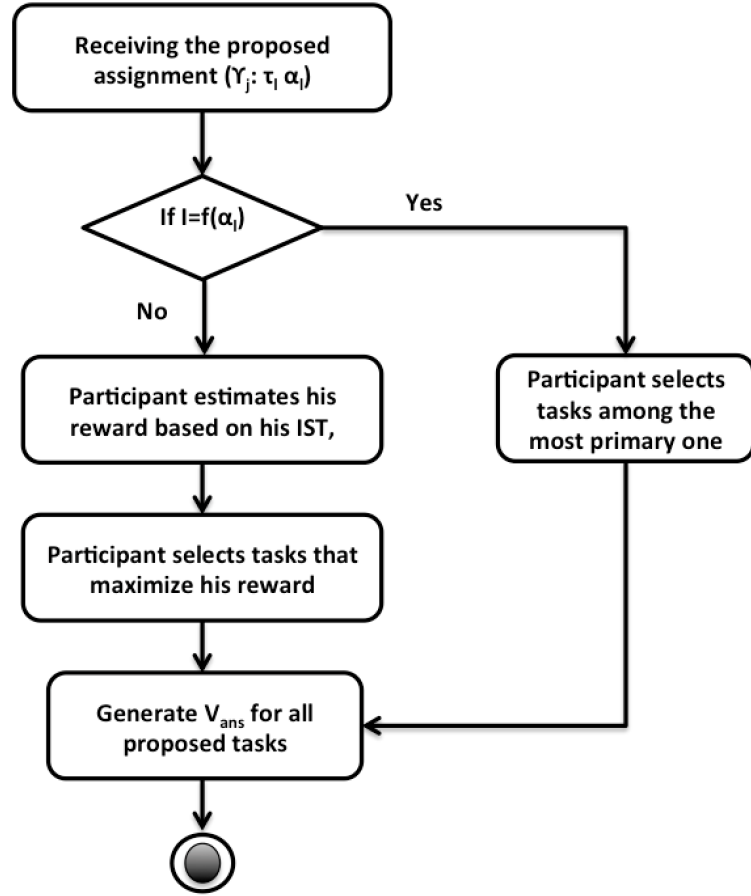 Receiving the proposed
assignment (ϒj: τl αl)
If I=f(αl)
Yes
No
Participant estimates his
reward based on his IST,
Participant selects
tasks among the
most primary one
Participant selects tasks that
maximize his reward
Generate Vans for all
proposed tasks